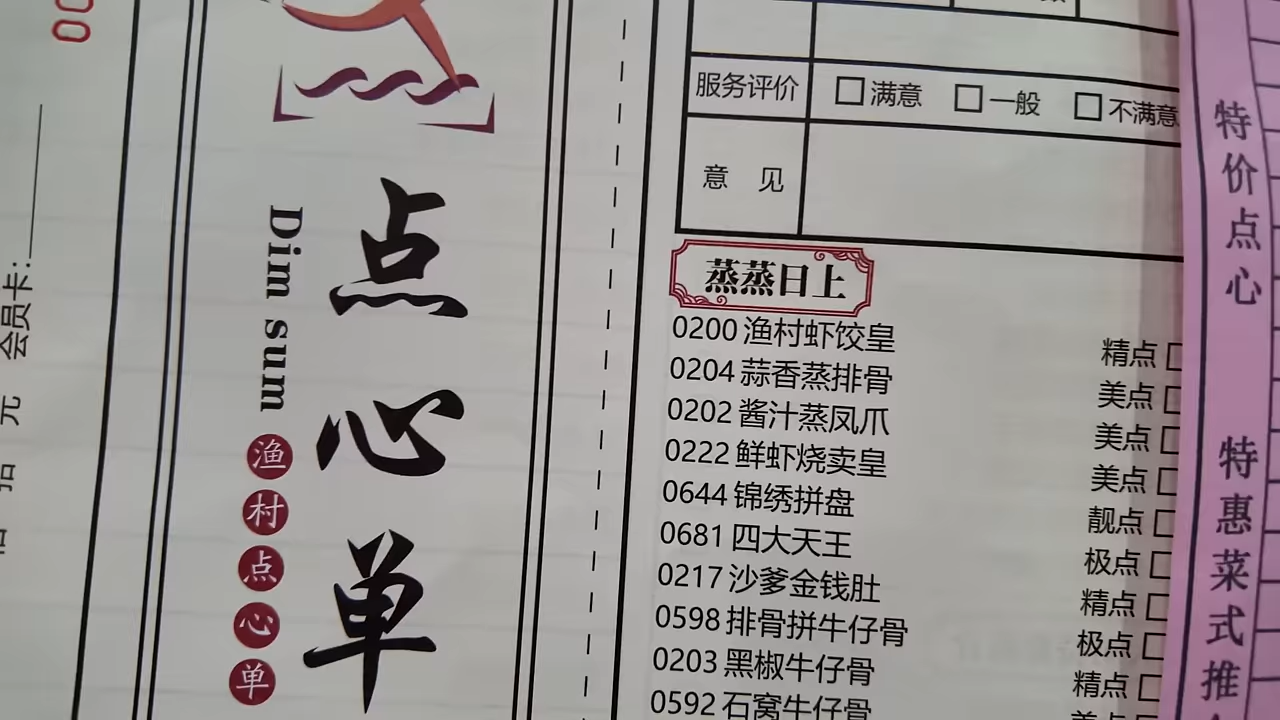 00
会员卡:
元
点心单
Dim sum
渔村点心单
服务评价 满意 一般 不满意
意 见
蒸蒸日上
0200 渔村虾饺皇 精点
0204 蒜香蒸排骨 美点
0202 酱汁蒸凤爪 美点
0222 鲜虾烧卖皇 美点
0644 锦绣拼盘 靓点
0681 四大天王 极点
0217 沙爹金钱肚 精点
0598 排骨拼牛仔骨 极点
0203 黑椒牛仔骨 精点
0592 石窝牛仔骨
特价点心
特惠菜式推